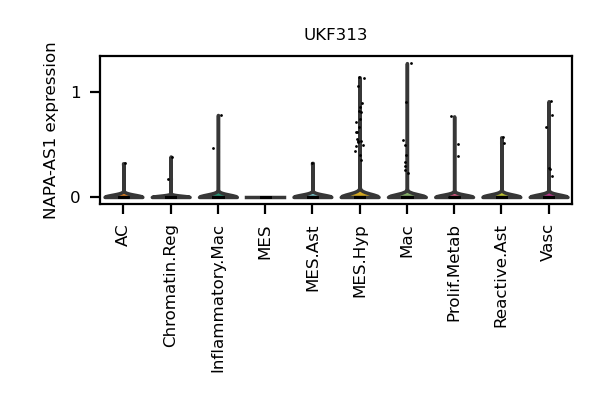 UKF313
NAPA-AS1 expression
1
0
AC
Chromatin.Reg
Inflammatory.Mac
MES
MES.Ast
MES.Hyp
Mac
Prolif.Metab
Reactive.Ast
Vasc